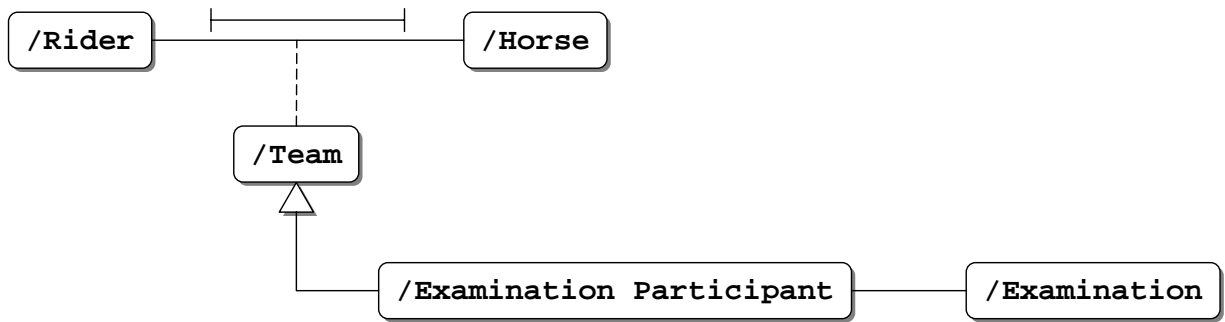 /Rider
/Horse
/Team
/Examination Participant
/Examination